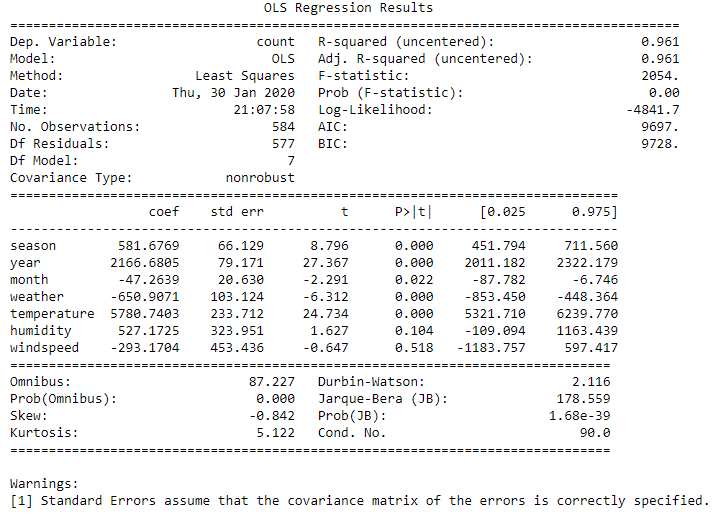 OLS Regression Results
==============================================================================
Dep. Variable: count R-squared (uncentered): 0.961
Model: OLS Adj. R-squared (uncentered): 0.961
Method: Least Squares F-statistic: 2054.
Date: Thu, 30 Jan 2020 Prob (F-statistic): 0.00
Time: 21:07:58 Log-Likelihood: -4841.7
No. Observations: 584 AIC: 9697.
Df Residuals: 577 BIC: 9728.
Df Model: 7
Covariance Type: nonrobust
==============================================================================
coef std err t P>|t| [0.025 0.975]
------------------------------------------------------------------------------
season 581.6769 66.129 8.796 0.000 451.794 711.560
year 2166.6805 79.171 27.367 0.000 2011.182 2322.179
month -47.2639 20.630 -2.291 0.022 -87.782 -6.746
weather -650.9071 103.124 -6.312 0.000 -853.450 -448.364
temperature 5780.7403 233.712 24.734 0.000 5321.710 6239.770
humidity 527.1725 323.951 1.627 0.104 -109.094 1163.439
windspeed -293.1704 453.436 -0.647 0.518 -1183.757 597.417
==============================================================================
Omnibus: 87.227 Durbin-Watson: 2.116
Prob(Omnibus): 0.000 Jarque-Bera (JB): 178.559
Skew: -0.842 Prob(JB): 1.68e-39
Kurtosis: 5.122 Cond. No. 90.0
==============================================================================
Warnings:
[1] Standard Errors assume that the covariance matrix of the errors is correctly specified.